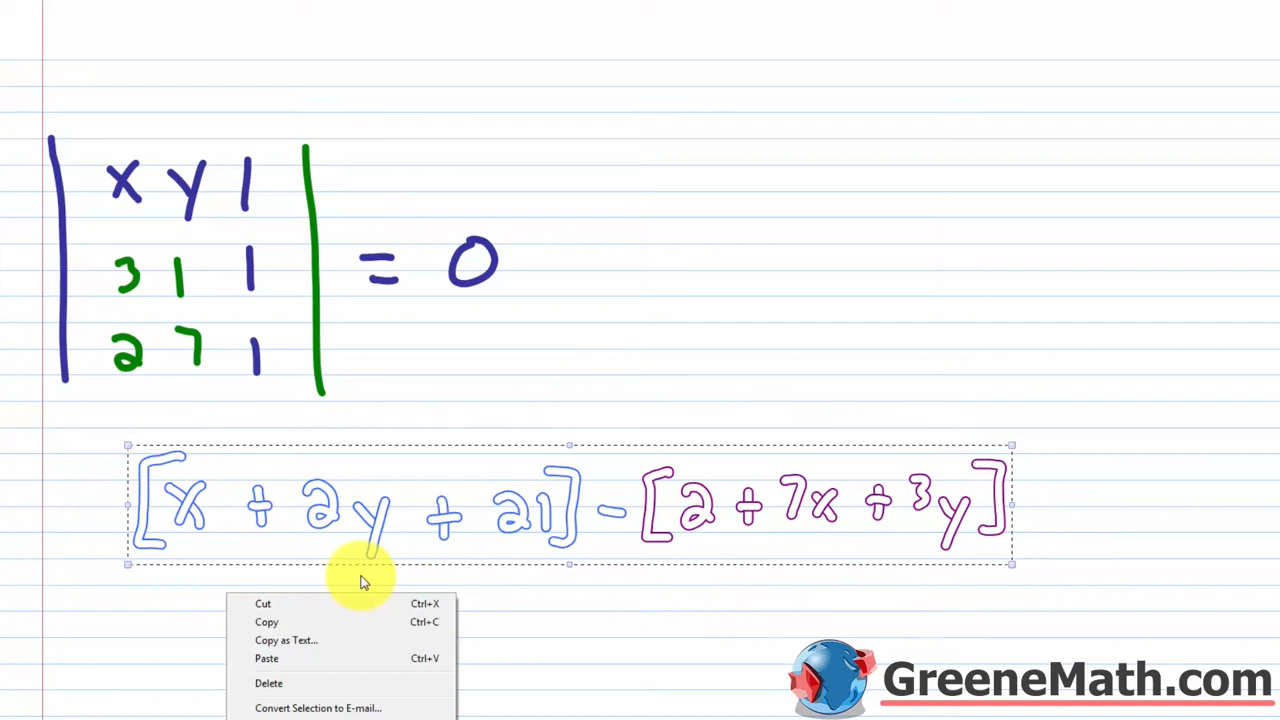 x y 1
3 1 1 = 0
2 7 1
[x + 2y + 21] - [2 + 7x + 3y]
Cut Ctrl+X
Copy Ctrl+C
Copy as Text...
Paste Ctrl+V
Delete
Convert Selection to E-mail...
GreeneMath.com